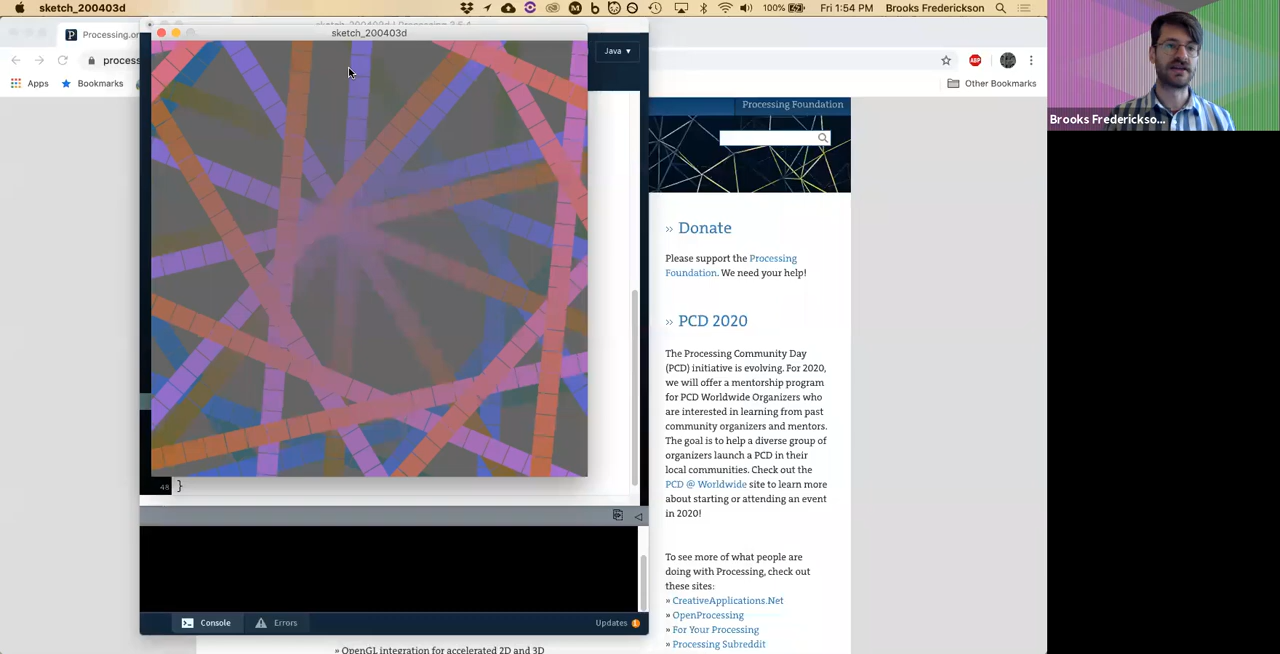 sketch_200403d
100%
Fri 1:54 PM
Brooks Frederickson
Processing.or
sketch_200403d
Java ▾
process
Apps
Bookmarks
Other Bookmarks
Brooks Frederickso...
Processing Foundation
» Donate
Please support the Processing
Foundation. We need your help!
» PCD 2020
The Processing Community Day
(PCD) initiative is evolving. For 2020,
we will offer a mentorship program
for PCD Worldwide Organizers who
are interested in learning from past
community organizers and mentors.
The goal is to help a diverse group of
organizers launch a PCD in their
local communities. Check out the
PCD @ Worldwide site to learn more
about starting or attending an event
in 2020!
48 }
To see more of what people are
doing with Processing, check out
these sites:
» CreativeApplications.Net
» OpenProcessing
» For Your Processing
» Processing Subreddit
Console
Errors
Updates 1
» OpenGL integration for accelerated 2D and 3D